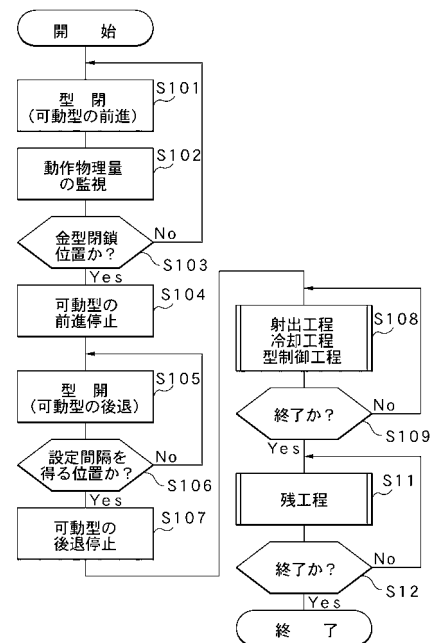 開 始
S101
型 閉
(可動型の前進)
S102
動作物理量
の監視
金型閉鎖
位置か?
No
S103
Yes
S104
可動型の
前進停止
S105
型 開
(可動型の後退)
設定間隔を
得る位置か?
No
S106
Yes
S107
可動型の
後退停止
S108
射出工程
冷却工程
型制御工程
終了か?
No
S109
Yes
S11
残工程
終了か?
No
S12
Yes
終 了